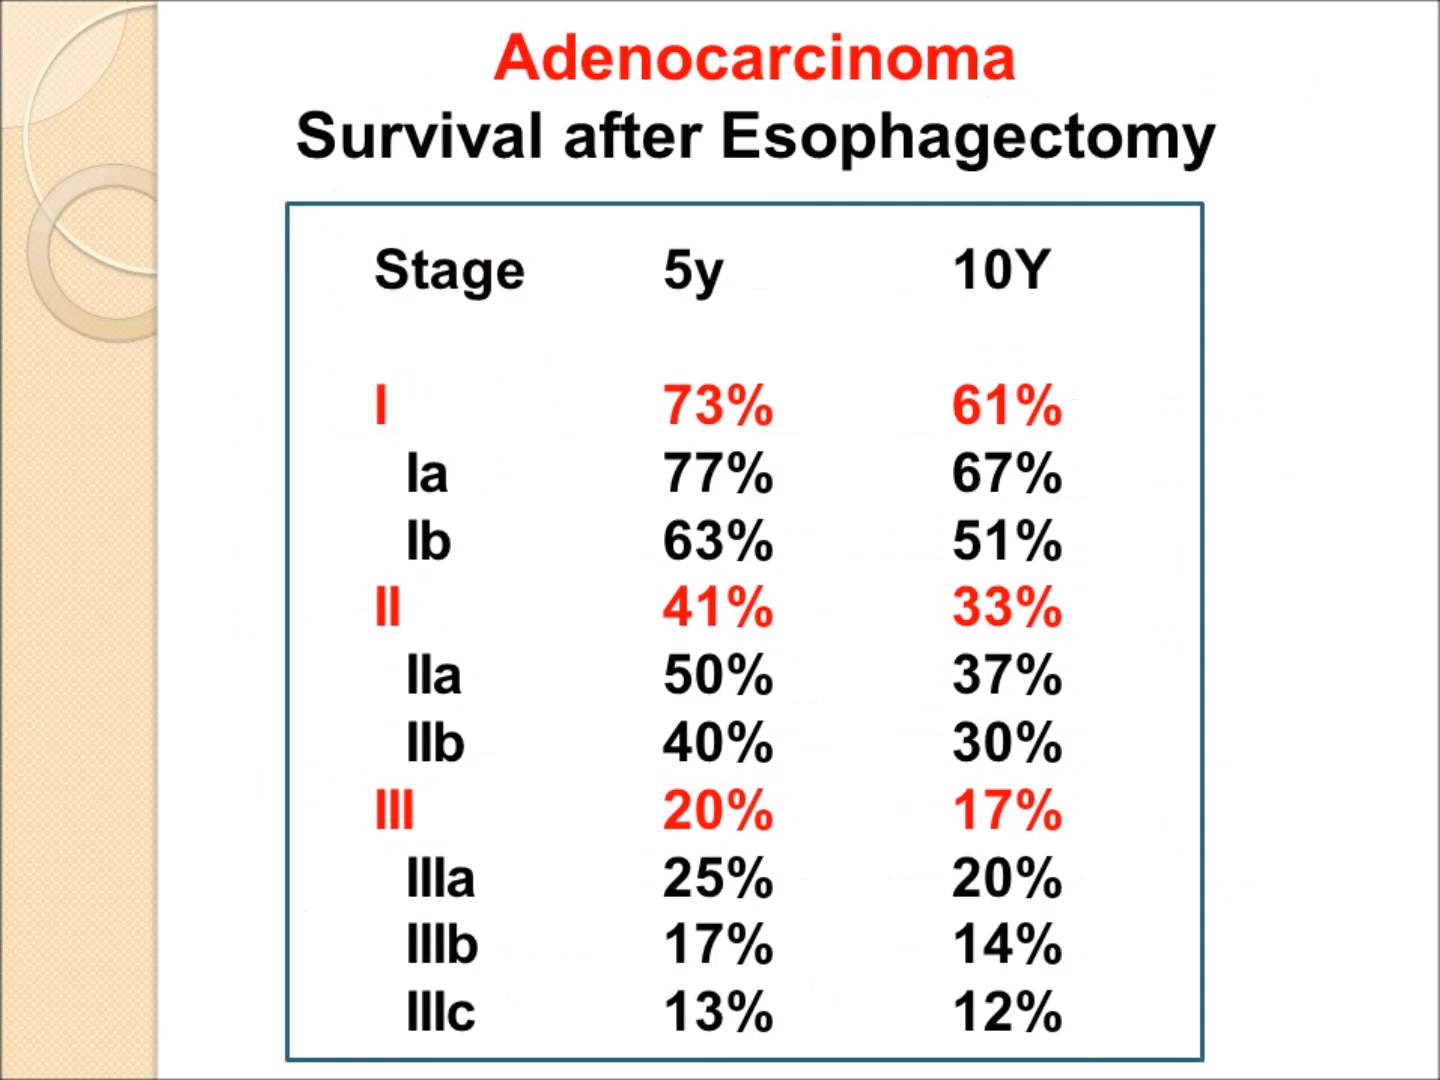 Adenocarcinoma
Survival after Esophagectomy
Stage 5y 10Y
I 73% 61%
Ia 77% 67%
Ib 63% 51%
II 41% 33%
IIa 50% 37%
IIb 40% 30%
III 20% 17%
IIIa 25% 20%
IIIb 17% 14%
IIIc 13% 12%